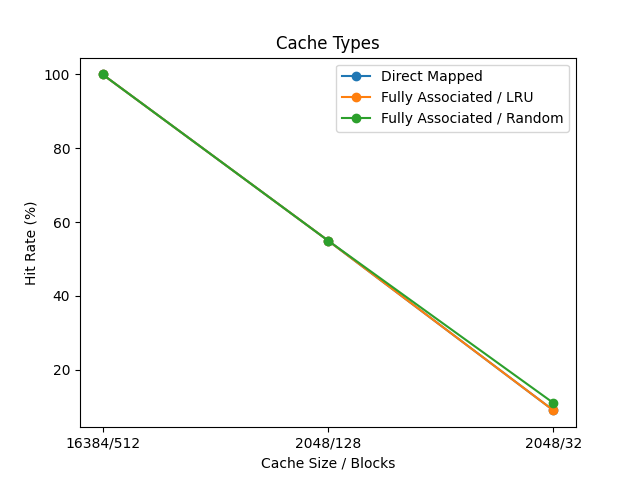 Cache Types
Direct Mapped
Fully Associated / LRU
Fully Associated / Random
Hit Rate (%)
100
80
60
40
20
16384/512
2048/128
2048/32
Cache Size / Blocks